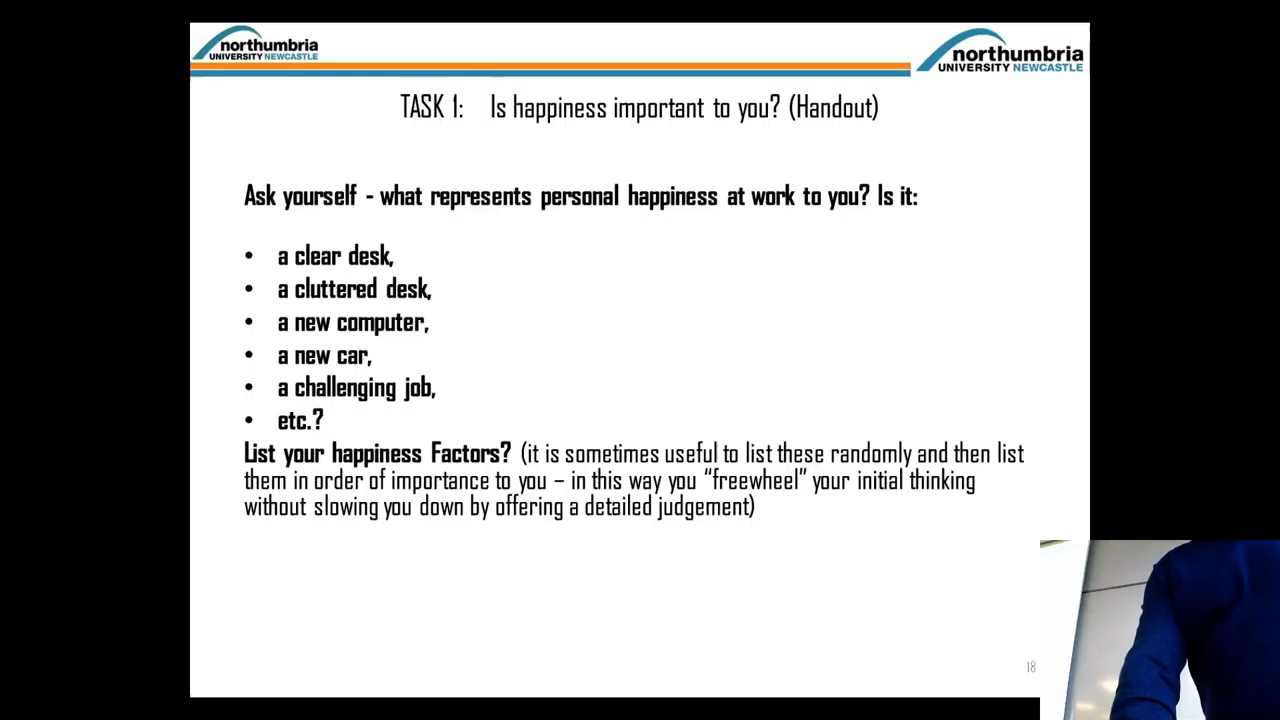 northumbria
UNIVERSITY NEWCASTLE
northumbria
UNIVERSITY NEWCASTLE
TASK 1: Is happiness important to you? (Handout)
Ask yourself - what represents personal happiness at work to you? Is it:
• a clear desk,
• a cluttered desk,
• a new computer,
• a new car,
• a challenging job,
• etc.?
List your happiness Factors? (it is sometimes useful to list these randomly and then list
them in order of importance to you – in this way you “freewheel” your initial thinking
without slowing you down by offering a detailed judgement)
18